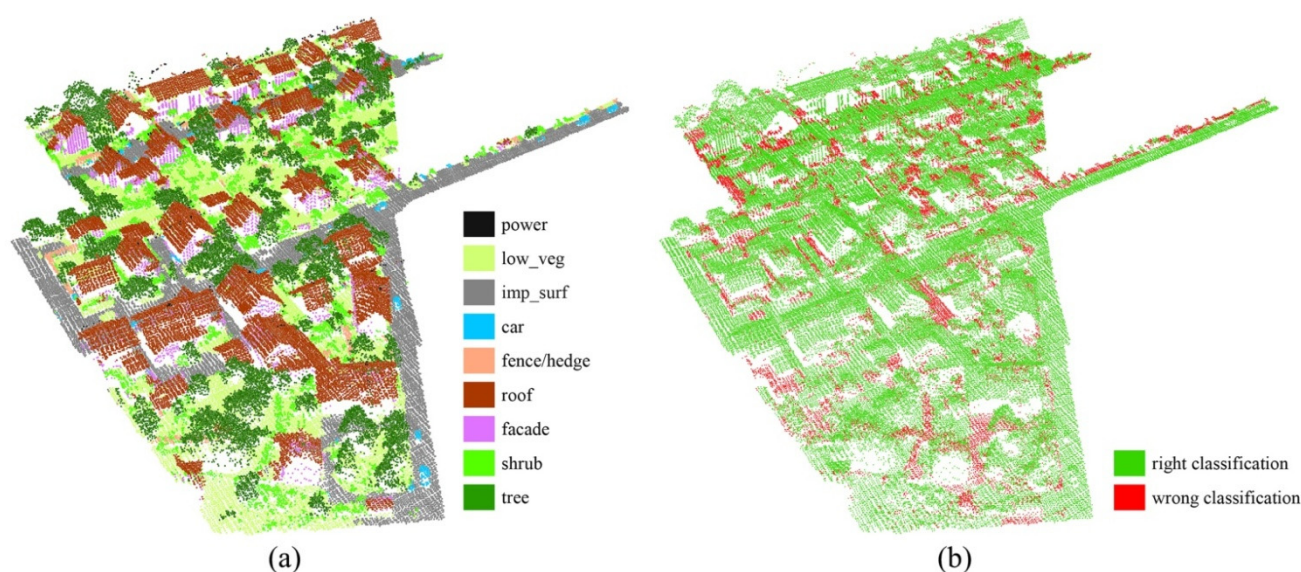 power
low_veg
imp_surf
car
fence/hedge
roof
facade
shrub
tree
right classification
wrong classification
(a)
(b)